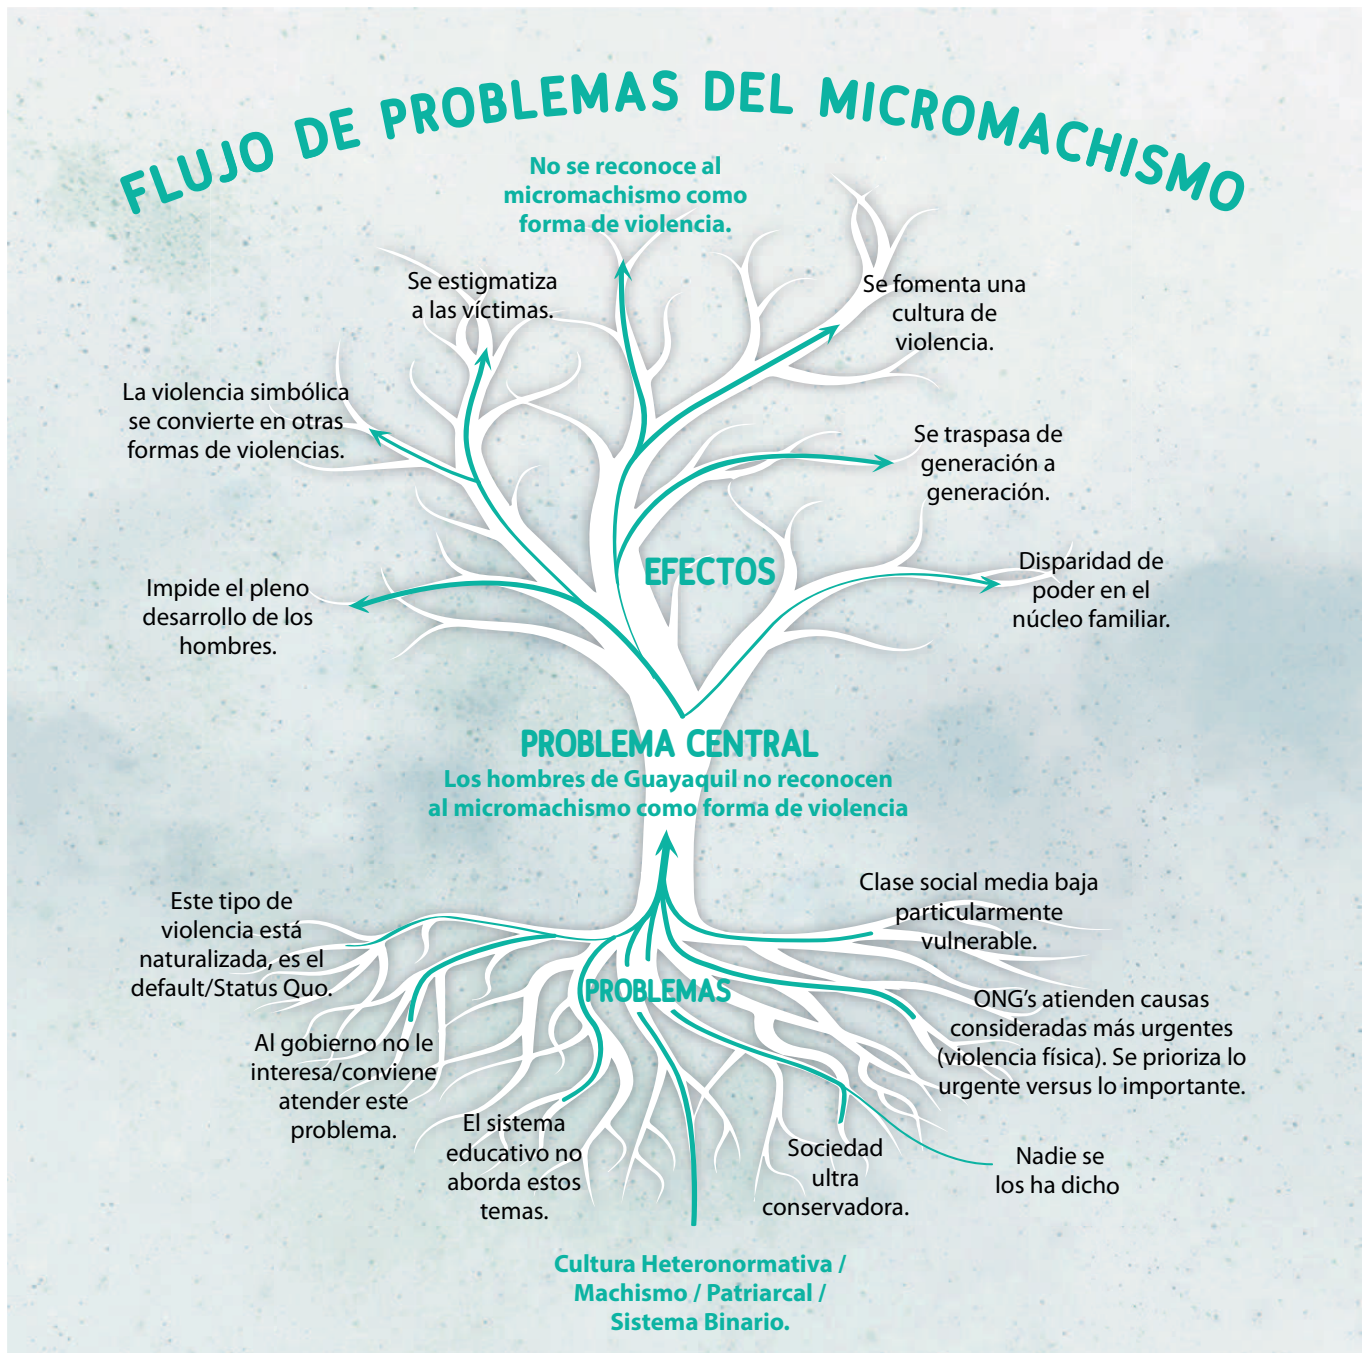 FLUJO DE PROBLEMAS DEL MICROMACHISMO
No se reconoce al
micromachismo como
forma de violencia.
Se estigmatiza
a las víctimas.
Se fomenta una
cultura de
violencia.
La violencia simbólica
se convierte en otras
formas de violencias.
Se traspasa de
generación a
generación.
EFECTOS
Impide el pleno
desarrollo de los
hombres.
Disparidad de
poder en el
núcleo familiar.
PROBLEMA CENTRAL
Los hombres de Guayaquil no reconocen
al micromachismo como forma de violencia
Este tipo de
violencia está
naturalizada, es el
default/Status Quo.
Clase social media baja
particularmente
vulnerable.
PROBLEMAS
ONG’s atienden causas
consideradas más urgentes
(violencia física). Se prioriza lo
urgente versus lo importante.
Al gobierno no le
interesa/conviene
atender este
problema.
El sistema
educativo no
aborda estos
temas.
Sociedad
ultra
conservadora.
Nadie se
los ha dicho
Cultura Heteronormativa /
Machismo / Patriarcal /
Sistema Binario.